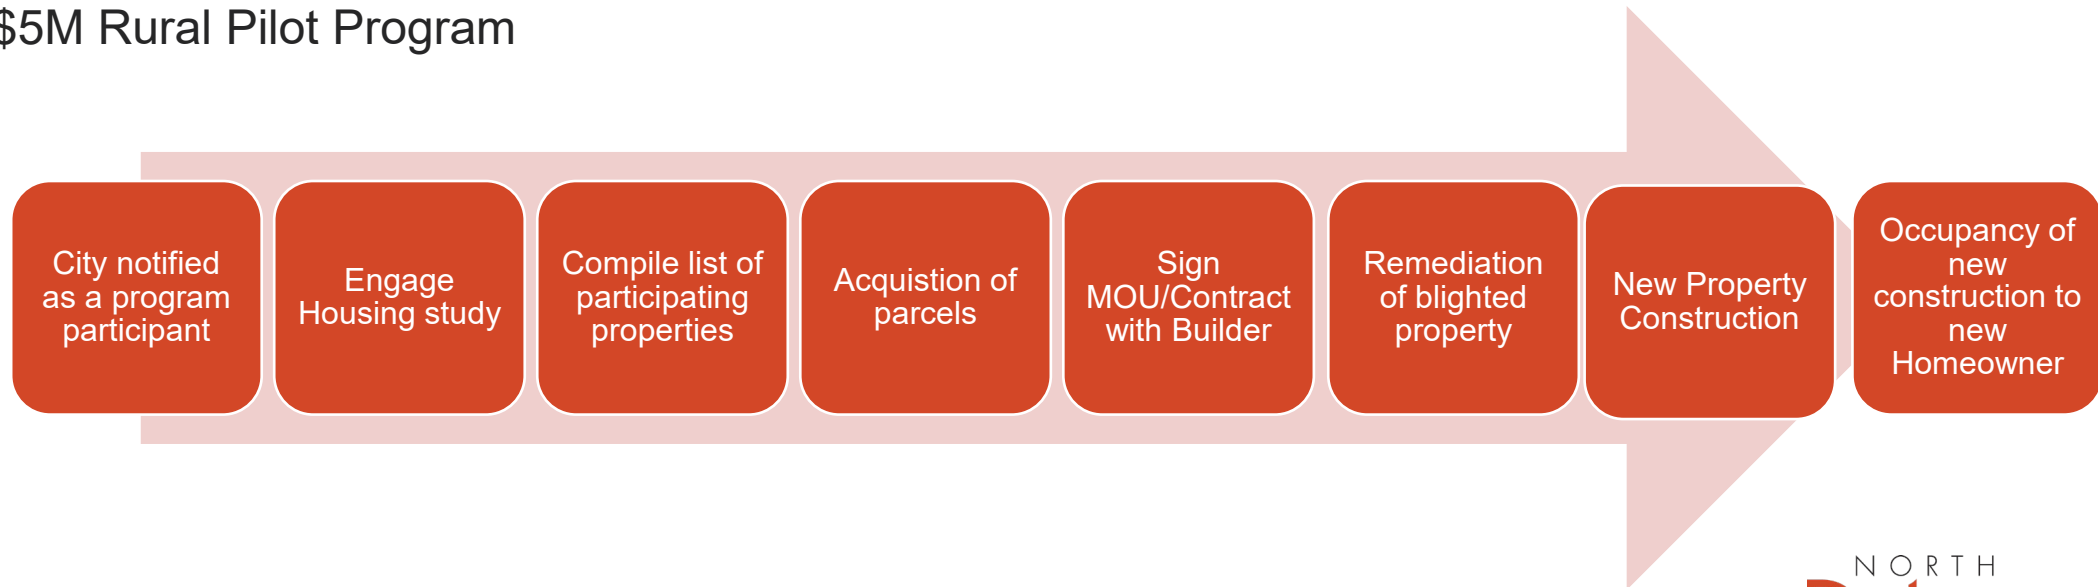 $5M Rural Pilot Program
City notified
as a program
participant
Engage
Housing study
Compile list of
participating
properties
Acquistion of
parcels
Sign
MOU/Contract
with Builder
Remediation
of blighted
property
New Property
Construction
Occupancy of
new
construction to
new
Homeowner
NORTH